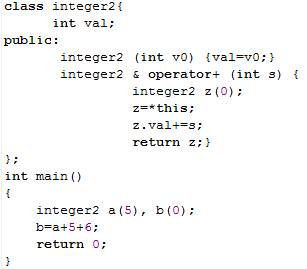 class integer2{
int val;
public:
integer2 (int v0) {val=v0;}
integer2 & operator+ (int s) {
integer2 z(0);
z=*this;
z.val+=s;
return z;}
};
int main()
{
integer2 a(5), b(0);
b=a+5+6;
return 0;
}